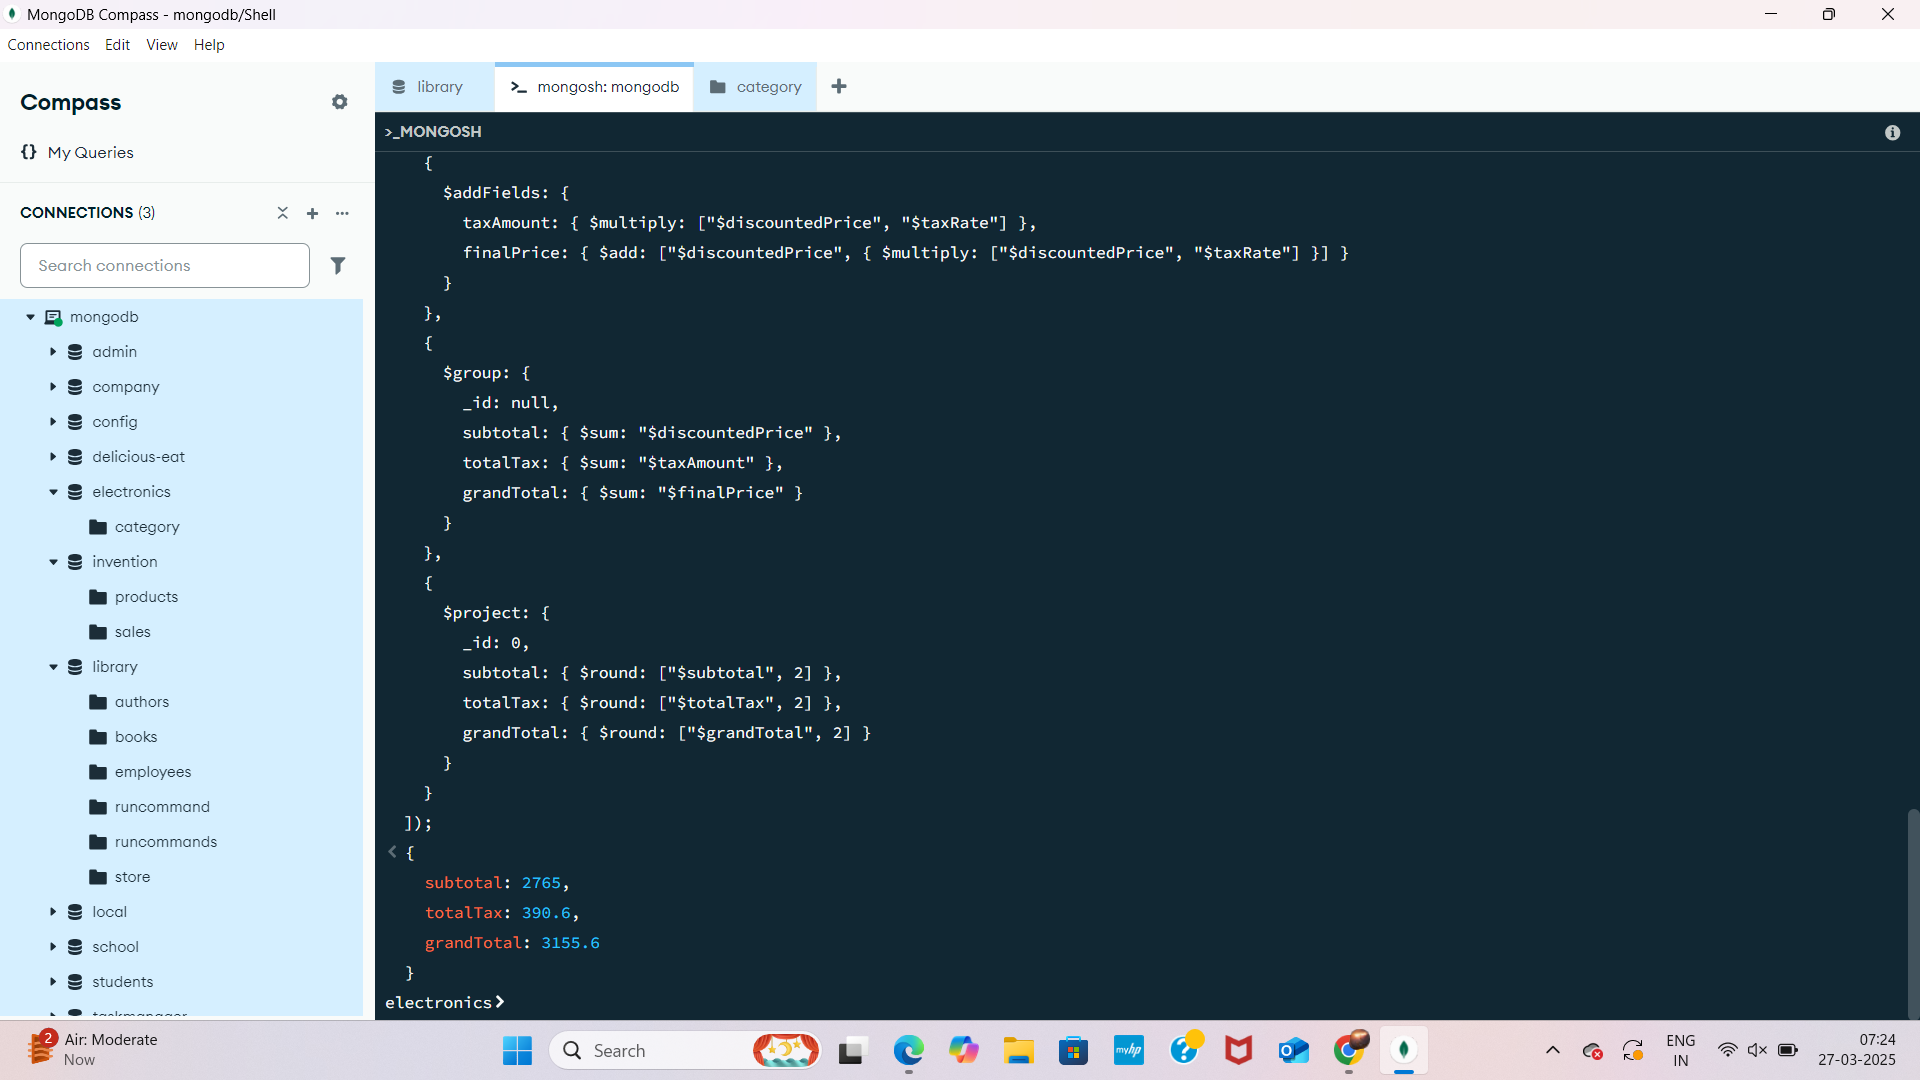 MongoDB Compass - mongodb/Shell
Connections Edit View Help
Compass
{} My Queries
CONNECTIONS (3)
Search connections
mongodb
admin
company
config
delicious-eat
electronics
category
invention
products
sales
library
authors
books
employees
runcommand
runcommands
store
local
school
students
taskmanager
library
>_ mongosh: mongodb
category
>_MONGOSH
{
$addFields: {
taxAmount: { $multiply: ["$discountedPrice", "$taxRate"] },
finalPrice: { $add: ["$discountedPrice", { $multiply: ["$discountedPrice", "$taxRate"] }] }
}
},
{
$group: {
_id: null,
subtotal: { $sum: "$discountedPrice" },
totalTax: { $sum: "$taxAmount" },
grandTotal: { $sum: "$finalPrice" }
}
},
{
$project: {
_id: 0,
subtotal: { $round: ["$subtotal", 2] },
totalTax: { $round: ["$totalTax", 2] },
grandTotal: { $round: ["$grandTotal", 2] }
}
}
]);
< {
subtotal: 2765,
totalTax: 390.6,
grandTotal: 3155.6
}
electronics>
2
Air: Moderate
Now
Search
myhp
ENG
IN
07:24
27-03-2025